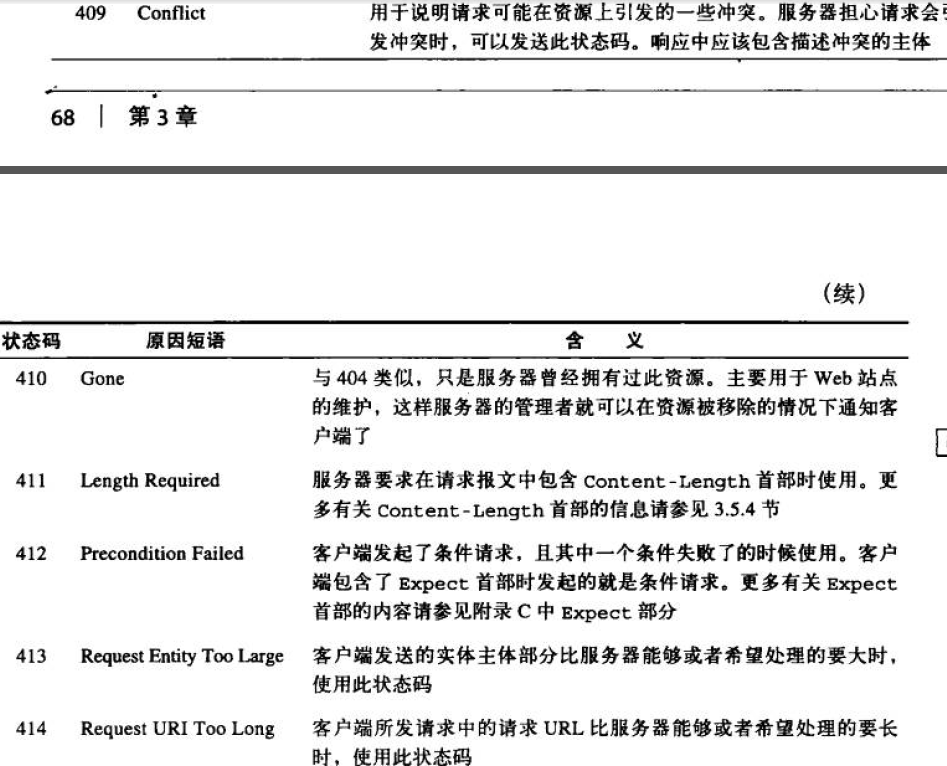 409 Conflict 用于说明请求可能在资源上引发的一些冲突。服务器担心请求会引
发冲突时，可以发送此状态码。响应中应该包含描述冲突的主体
68 | 第 3 章
（续）
状态码 原因短语 含 义
410 Gone 与 404 类似，只是服务器曾经拥有过此资源。主要用于 Web 站点
的维护，这样服务器的管理者就可以在资源被移除的情况下通知客
户端了
411 Length Required 服务器要求在请求报文中包含 Content-Length 首部时使用。更
多有关 Content-Length 首部的信息请参见 3.5.4 节
412 Precondition Failed 客户端发起了条件请求，且其中一个条件失败了的时候使用。客户
端包含了 Expect 首部时发起的就是条件请求。更多有关 Expect
首部的内容请参见附录 C 中 Expect 部分
413 Request Entity Too Large 客户端发送的实体主体部分比服务器能够或者希望处理的要大时，
使用此状态码
414 Request URI Too Long 客户端所发请求中的请求 URL 比服务器能够或者希望处理的要长
时，使用此状态码